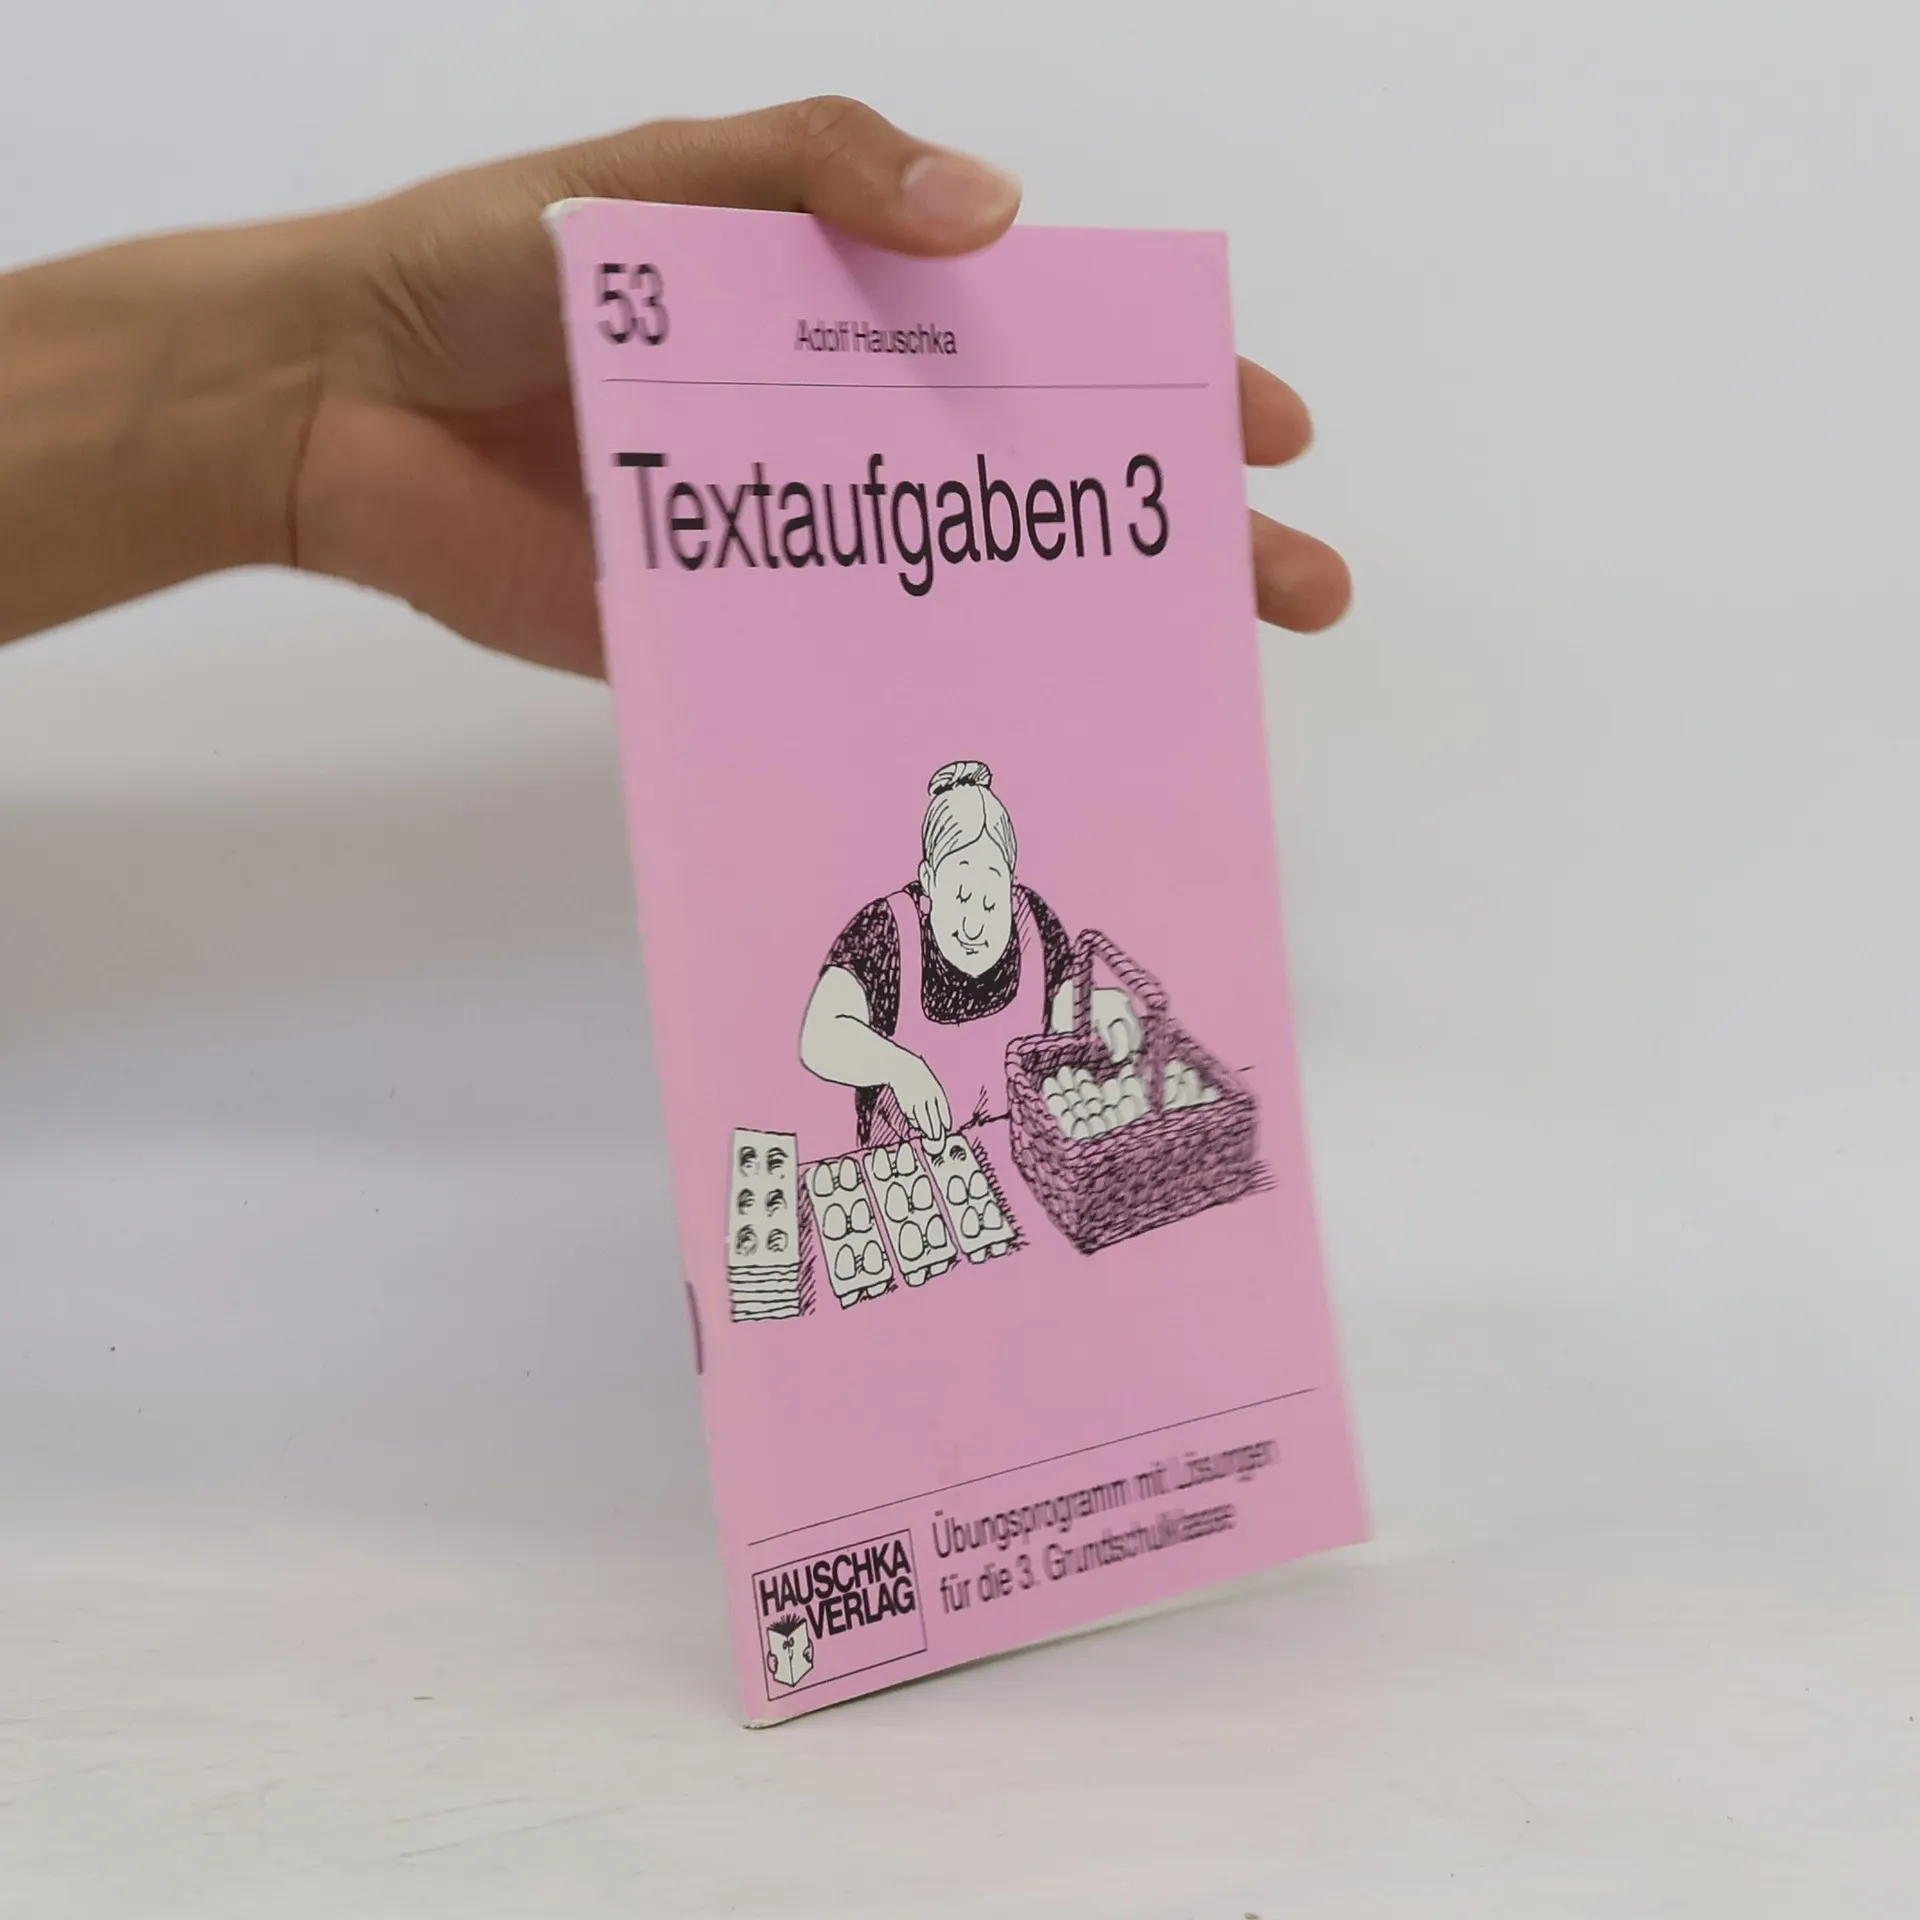 53
Adolf Hauschka
Textaufgaben 3
Übungsprogramm mit Lösungen
für die 3. Grundschulklasse
HAUSCHKA
VERLAG